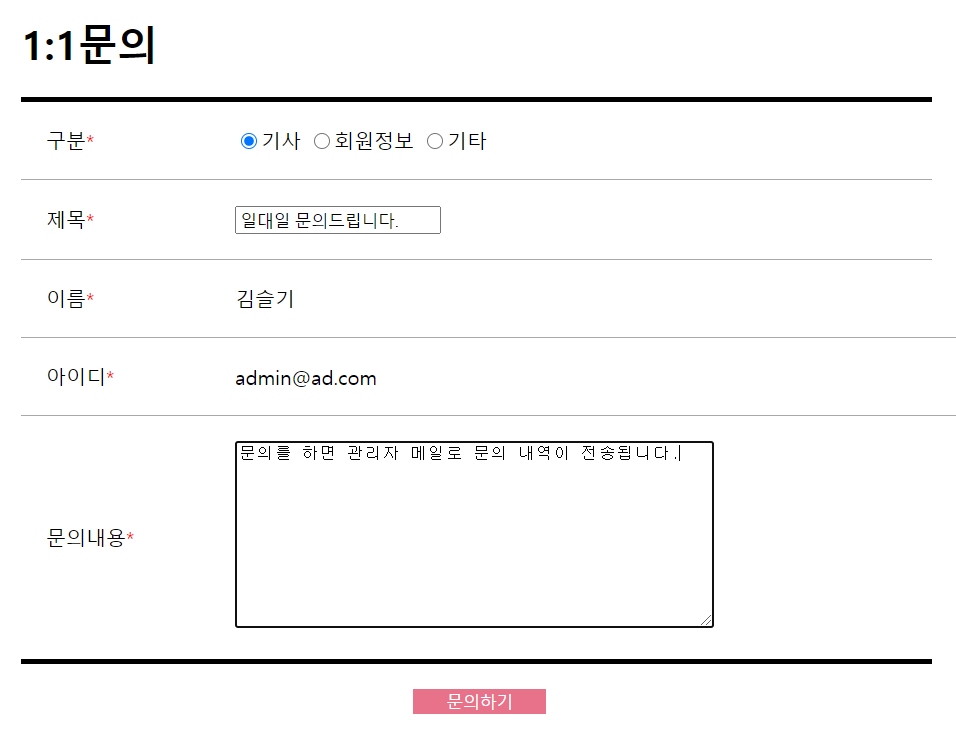 1:1문의
구분* 기사 회원정보 기타
제목* 일대일 문의드립니다.
이름* 김슬기
아이디* admin@ad.com
문의내용* 문의를 하면 관리자 메일로 문의 내역이 전송됩니다.
문의하기